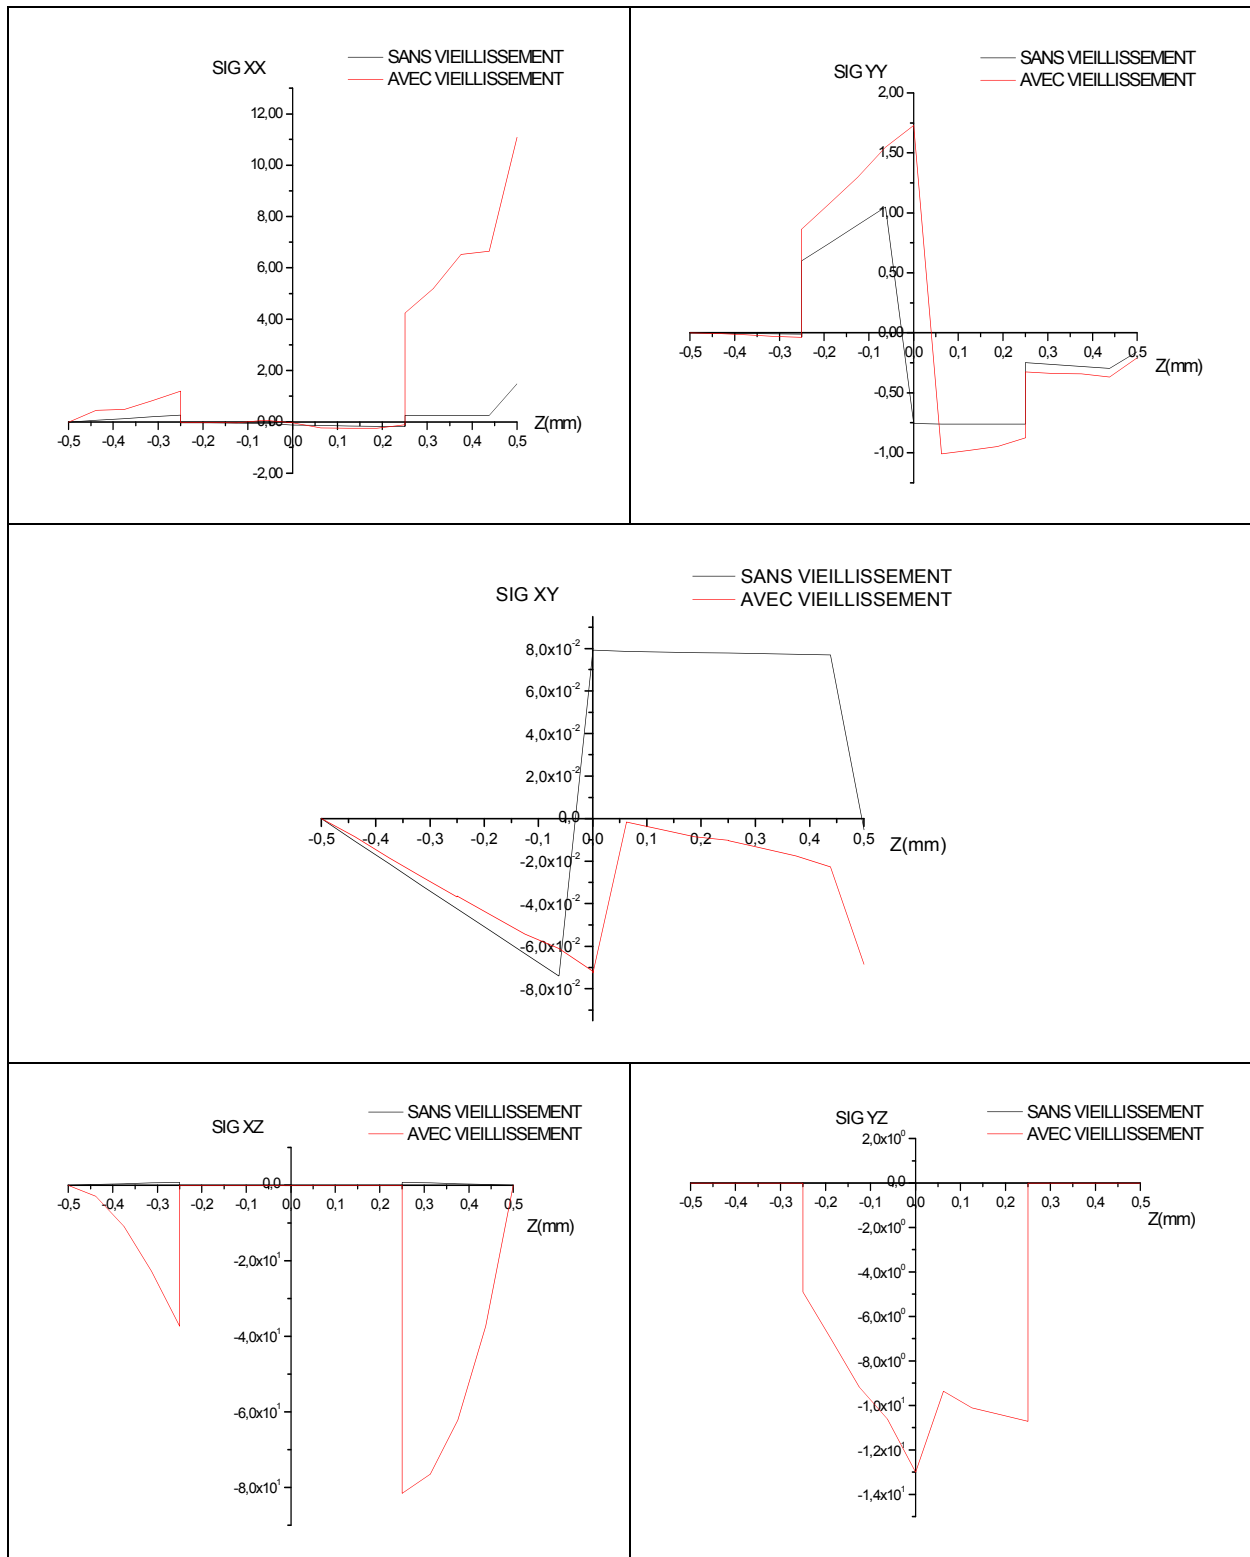 SIG XX
SANS VIEILLISSEMENT
AVEC VIEILLISSEMENT
12,00
10,00
8,00
6,00
4,00
2,00
0,00
-2,00
-0,5 -0,4 -0,3 -0,2 -0,1 0,0 0,1 0,2 0,3 0,4 0,5
Z(mm)
SIG YY
SANS VIEILLISSEMENT
AVEC VIEILLISSEMENT
2,00
1,50
1,00
0,50
0,00
-0,50
-1,00
-0,5 -0,4 -0,3 -0,2 -0,1 0,0 0,1 0,2 0,3 0,4 0,5
Z(mm)
SIG XY
SANS VIEILLISSEMENT
AVEC VIEILLISSEMENT
8,0x10⁻²
6,0x10⁻²
4,0x10⁻²
2,0x10⁻²
0,0
-2,0x10⁻²
-4,0x10⁻²
-6,0x10⁻²
-8,0x10⁻²
-0,5 -0,4 -0,3 -0,2 -0,1 0,0 0,1 0,2 0,3 0,4 0,5
Z(mm)
SIG XZ
SANS VIEILLISSEMENT
AVEC VIEILLISSEMENT
0,0
-2,0x10¹
-4,0x10¹
-6,0x10¹
-8,0x10¹
-0,5 -0,4 -0,3 -0,2 -0,1 0,0 0,1 0,2 0,3 0,4 0,5
Z(mm)
SIG YZ
SANS VIEILLISSEMENT
AVEC VIEILLISSEMENT
2,0x10⁰
0,0
-2,0x10⁰
-4,0x10⁰
-6,0x10⁰
-8,0x10⁰
-1,0x10¹
-1,2x10¹
-1,4x10¹
-0,5 -0,4 -0,3 -0,2 -0,1 0,0 0,1 0,2 0,3 0,4 0,5
Z(mm)